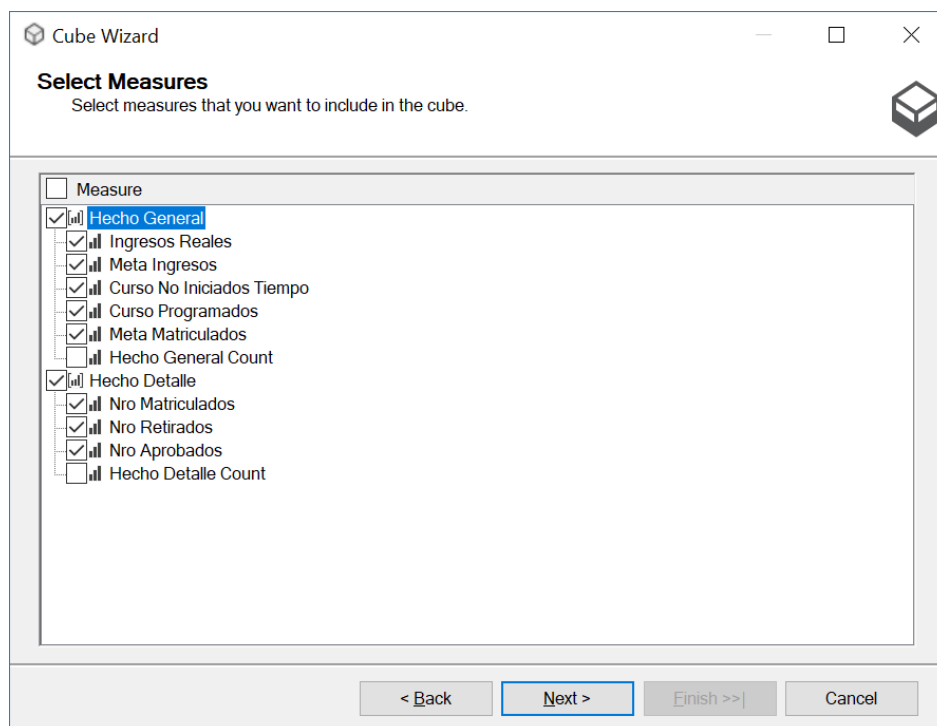 Cube Wizard
Select Measures
Select measures that you want to include in the cube.
Measure
Hecho General
Ingresos Reales
Meta Ingresos
Curso No Iniciados Tiempo
Curso Programados
Meta Matriculados
Hecho General Count
Hecho Detalle
Nro Matriculados
Nro Retirados
Nro Aprobados
Hecho Detalle Count
< Back Next > Finish >>| Cancel